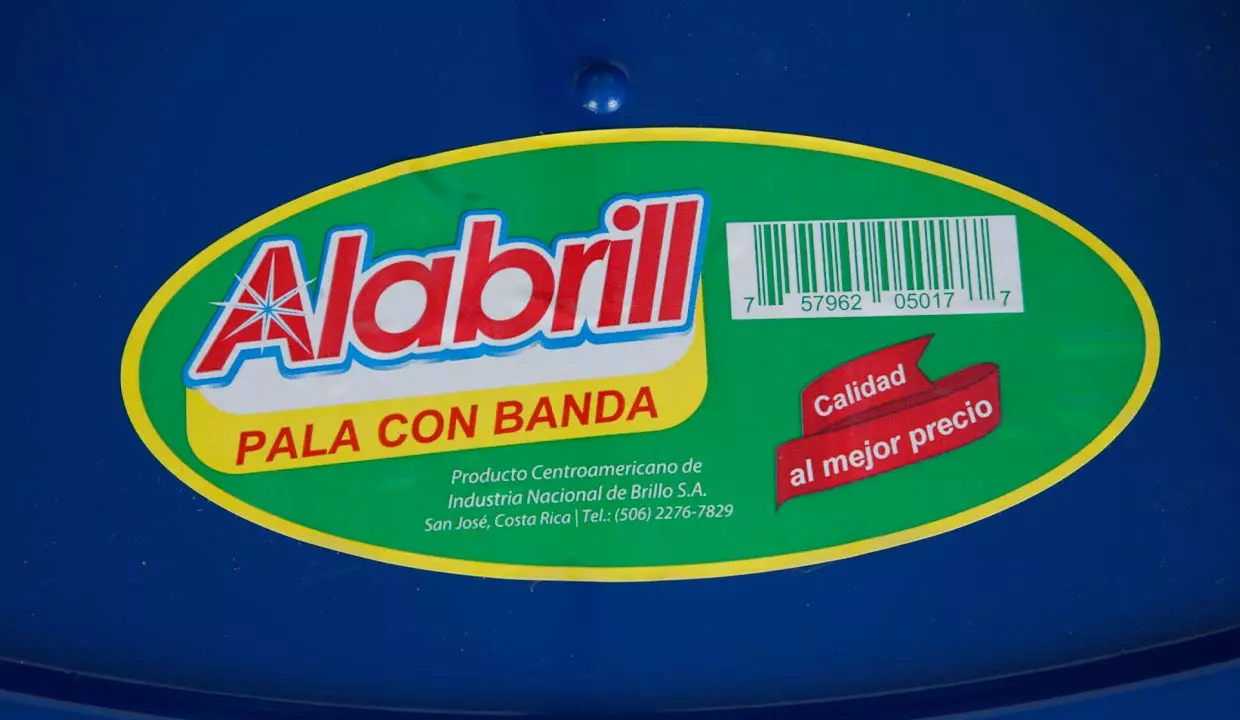 Alabrill
PALA CON BANDA
Producto Centroamericano de
Industria Nacional de Brillo S.A.
San José, Costa Rica | Tel.: (506) 2276-7829
7 57962 05017 7
Calidad
al mejor precio